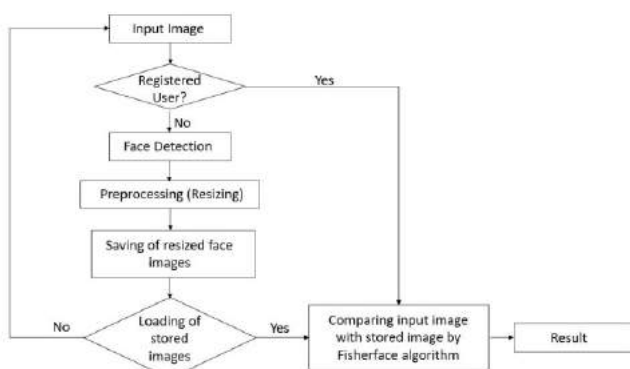 Input Image
Registered
User?
Yes
No
Face Detection
Preprocessing (Resizing)
Saving of resized face
images
No
Loading of
stored
images
Yes
Comparing input image
with stored image by
Fisherface algorithm
Result